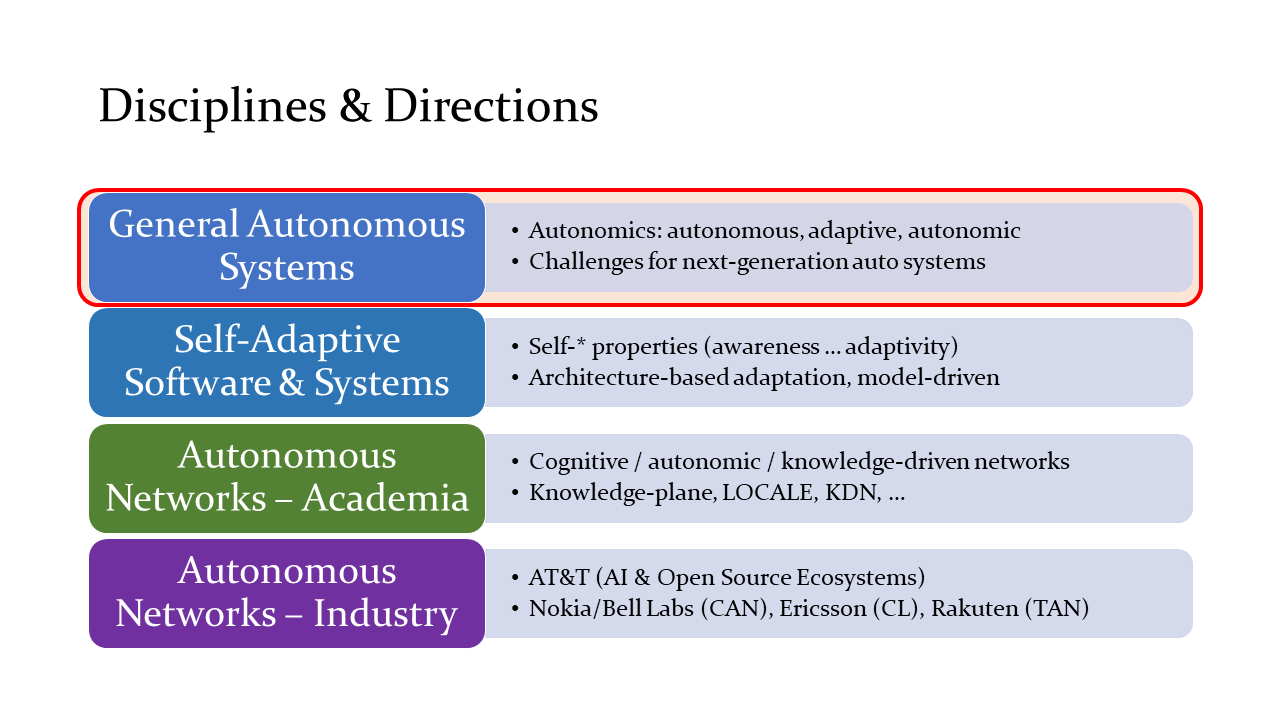 Disciplines & Directions
General Autonomous
Systems
• Autonomics: autonomous, adaptive, autonomic
• Challenges for next-generation auto systems
Self-Adaptive
Software & Systems
• Self-* properties (awareness ... adaptivity)
• Architecture-based adaptation, model-driven
Autonomous
Networks – Academia
• Cognitive / autonomic / knowledge-driven networks
• Knowledge-plane, LOCALE, KDN, ...
Autonomous
Networks – Industry
• AT&T (AI & Open Source Ecosystems)
• Nokia/Bell Labs (CAN), Ericsson (CL), Rakuten (TAN)